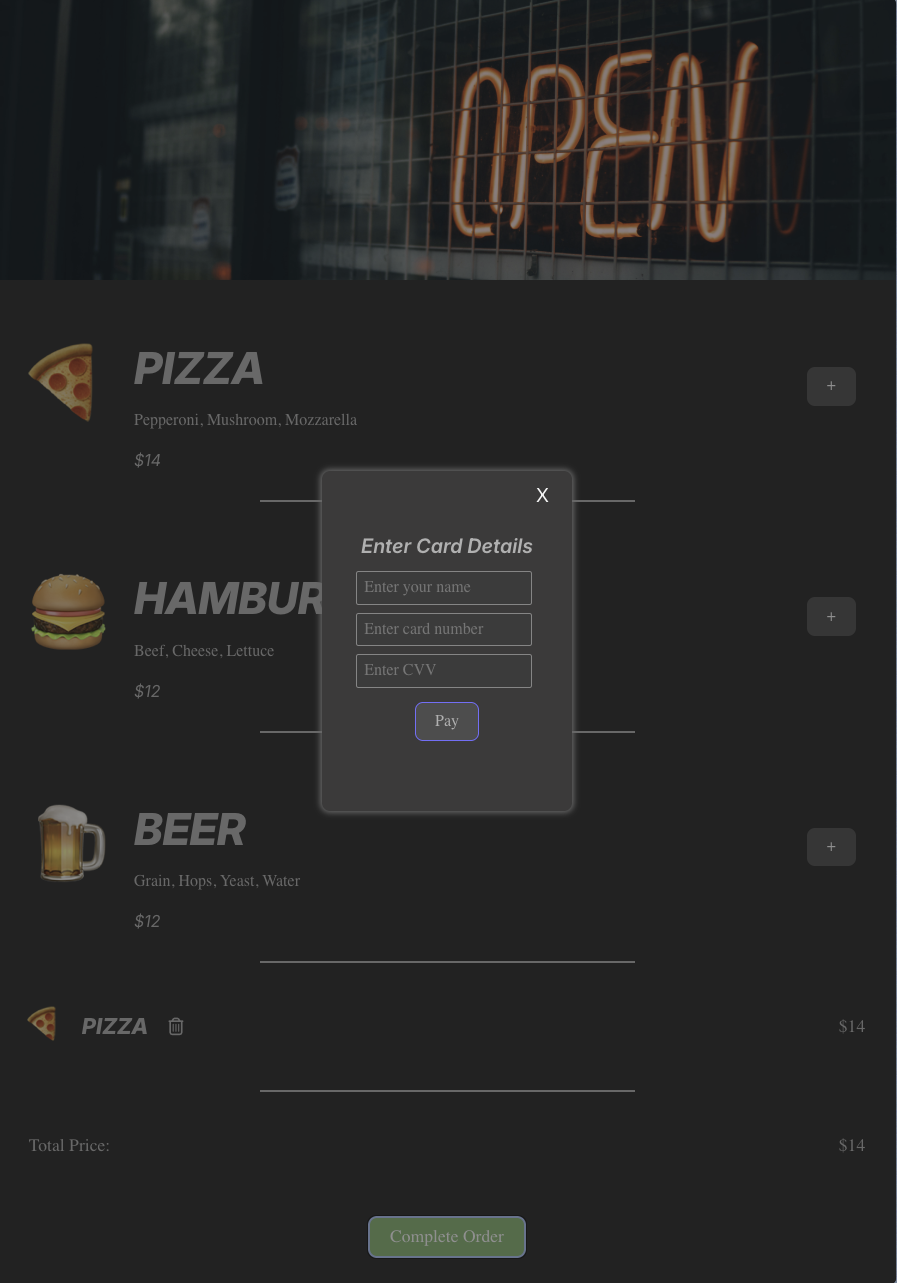 OPEN
PIZZA
Pepperoni, Mushroom, Mozzarella
$14
+
X
Enter Card Details
Enter your name
Enter card number
Enter CVV
Pay
HAMBUR
Beef, Cheese, Lettuce
$12
+
BEER
Grain, Hops, Yeast, Water
$12
+
PIZZA $14
Total Price: $14
Complete Order